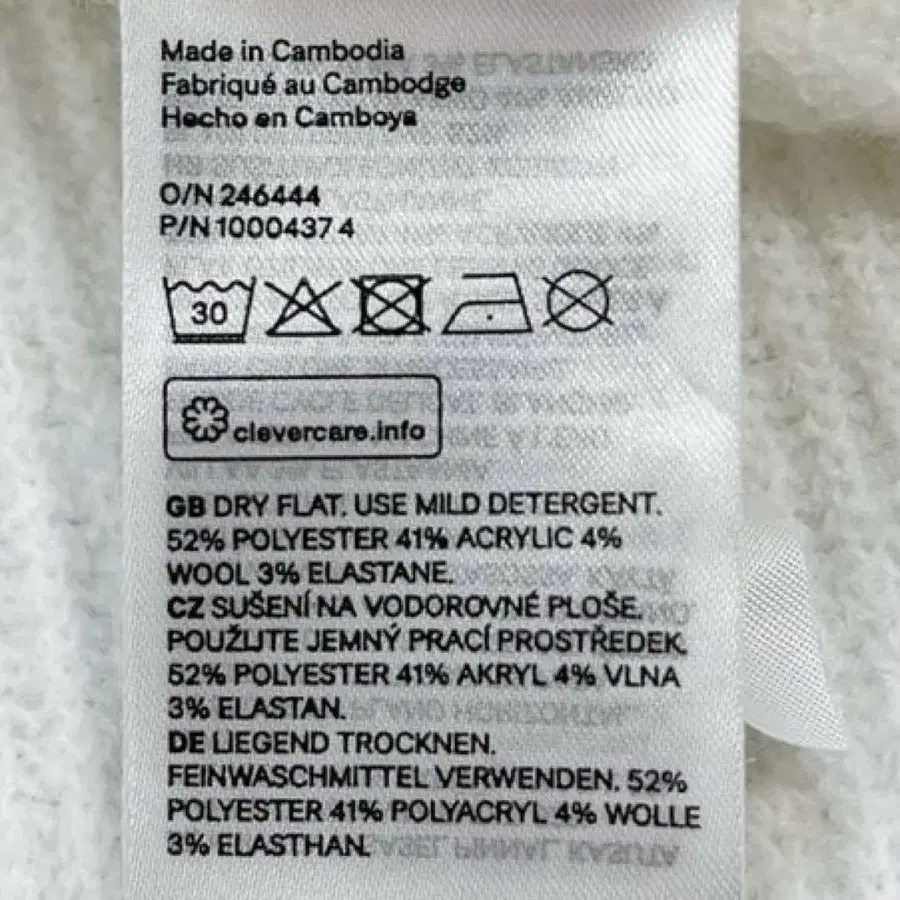 Made in Cambodia
Fabriqué au Cambodge
Hecho en Camboya
O/N 246444
P/N 1000437 4
30
clevercare.info
GB DRY FLAT. USE MILD DETERGENT.
52% POLYESTER 41% ACRYLIC 4%
WOOL 3% ELASTANE.
CZ SUŠENÍ NA VODOROVNÉ PLOŠE.
POUŽIJTE JEMNÝ PRACÍ PROSTŘEDEK.
52% POLYESTER 41% AKRYL 4% VLNA
3% ELASTAN.
DE LIEGEND TROCKNEN.
FEINWASCHMITTEL VERWENDEN. 52%
POLYESTER 41% POLYACRYL 4% WOLLE
3% ELASTHAN.